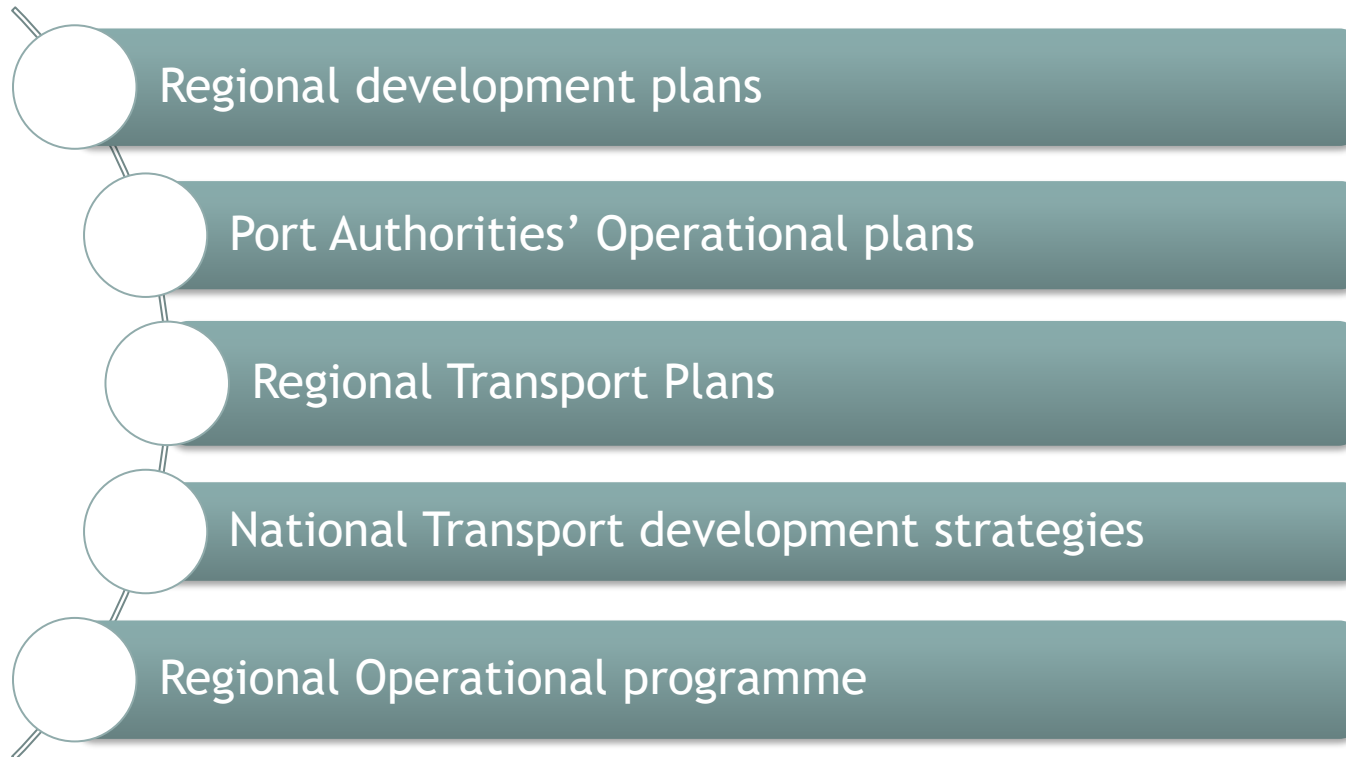 Regional development plans
Port Authorities’ Operational plans
Regional Transport Plans
National Transport development strategies
Regional Operational programme